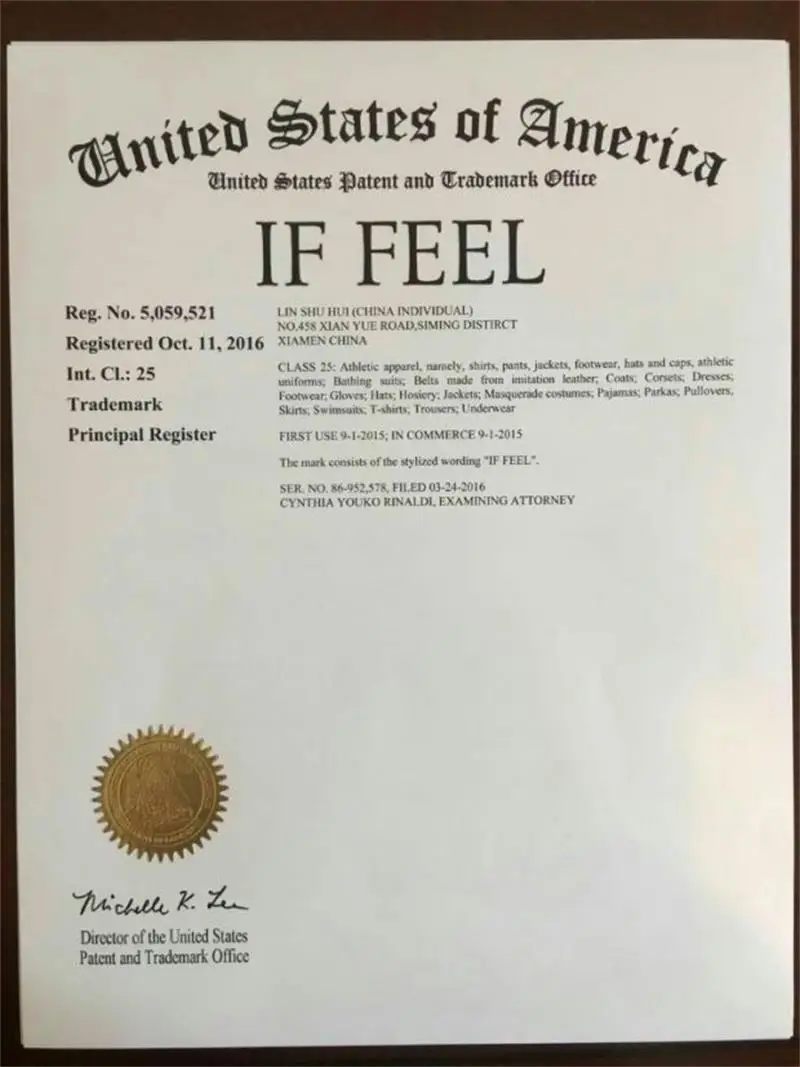 United States of America
United States Patent and Trademark Office
IF FEEL
Reg. No. 5,059,521
Registered Oct. 11, 2016
Int. Cl.: 25
Trademark
Principal Register
LIN SHU HUI (CHINA INDIVIDUAL)
NO.458 XIAN YUE ROAD,SIMING DISTIRCT
XIAMEN CHINA
CLASS 25: Athletic apparel, namely, shirts, pants, jackets, footwear, hats and caps, athletic
uniforms; Bathing suits; Belts made from imitation leather; Coats; Corsets; Dresses;
Footwear; Gloves; Hats; Hosiery; Jackets; Masquerade costumes; Pajamas; Parkas; Pullovers,
Skirts; Swimsuits; T-shirts; Trousers; Underwear
FIRST USE 9-1-2015; IN COMMERCE 9-1-2015
The mark consists of the stylized wording "IF FEEL".
SER. NO. 86-952,578, FILED 03-24-2016
CYNTHIA YOUKO RINALDI, EXAMINING ATTORNEY
Michelle K. Lee
Director of the United States
Patent and Trademark Office